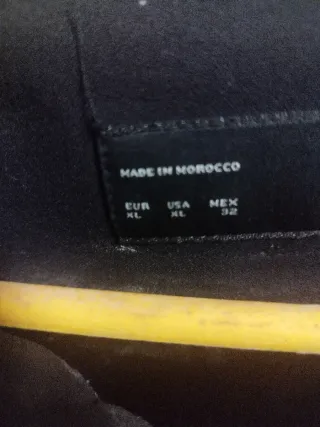 MADE IN MOROCCO
EUR USA MEX
XL XL 32